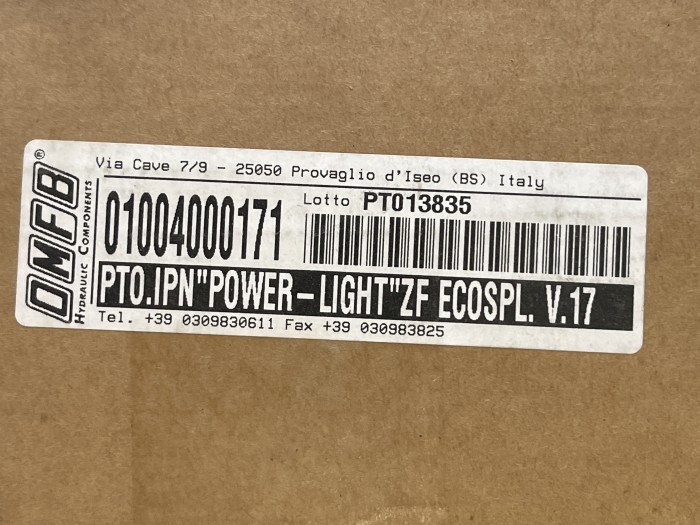 OMFB®
HYDRAULIC COMPONENTS
Via Cave 7/9 - 25050 Provaglio d'Iseo (BS) Italy
01004000171
Lotto PT013835
PTO.IPN"POWER-LIGHT"ZF ECOSPL. V.17
Tel. +39 0309830611 Fax +39 030983825